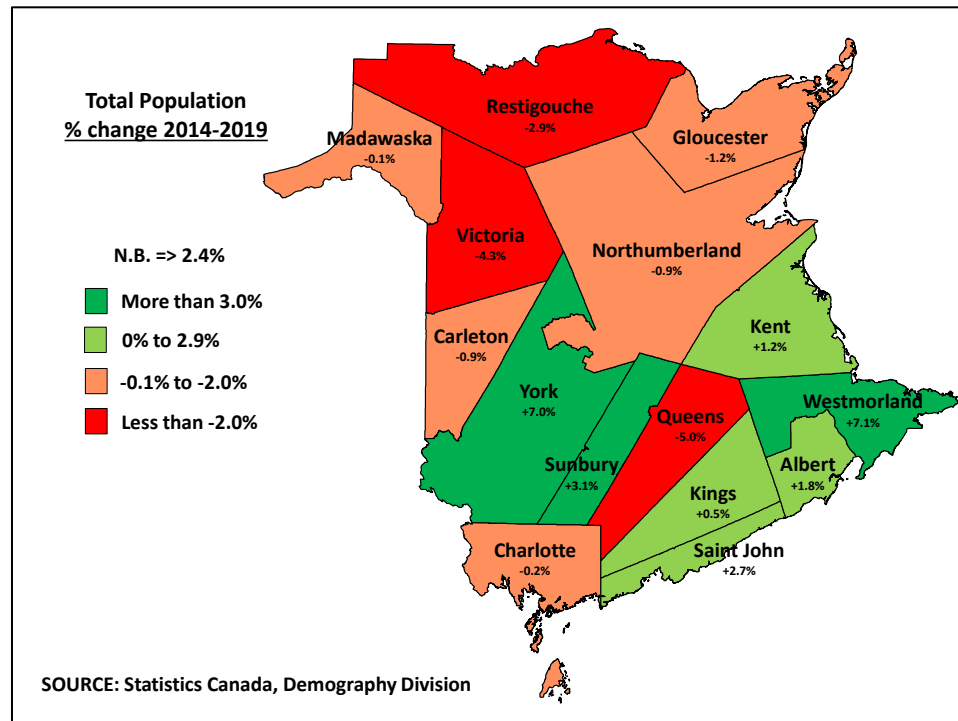 Total Population
% change 2014-2019
N.B. => 2.4%
More than 3.0%
0% to 2.9%
-0.1% to -2.0%
Less than -2.0%
Restigouche
-2.9%
Madawaska
-0.1%
Gloucester
-1.2%
Victoria
-4.3%
Northumberland
-0.9%
Carleton
-0.9%
Kent
+1.2%
York
+7.0%
Westmorland
+7.1%
Queens
-5.0%
Sunbury
+3.1%
Albert
+1.8%
Kings
+0.5%
Saint John
+2.7%
Charlotte
-0.2%
SOURCE: Statistics Canada, Demography Division